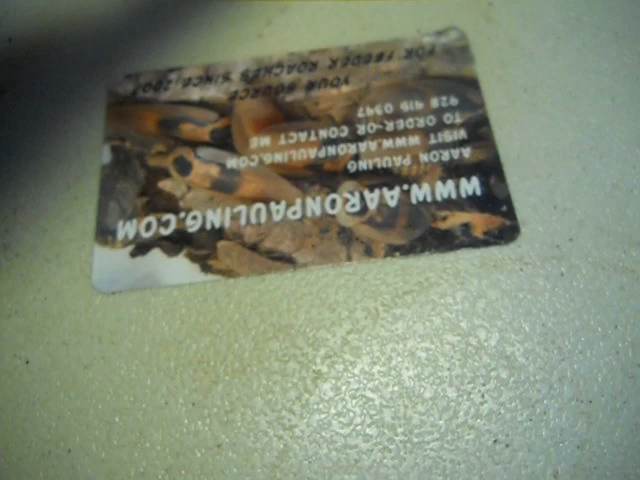 WWW.AARONPAULING.COM
AARON PAULING
VISIT WWW.AARONPAULING.COM
TO ORDER OR CONTACT ME
928 419 0347
YOUR SOURCE
FOR FEEDER ROACHES SINCE 2007